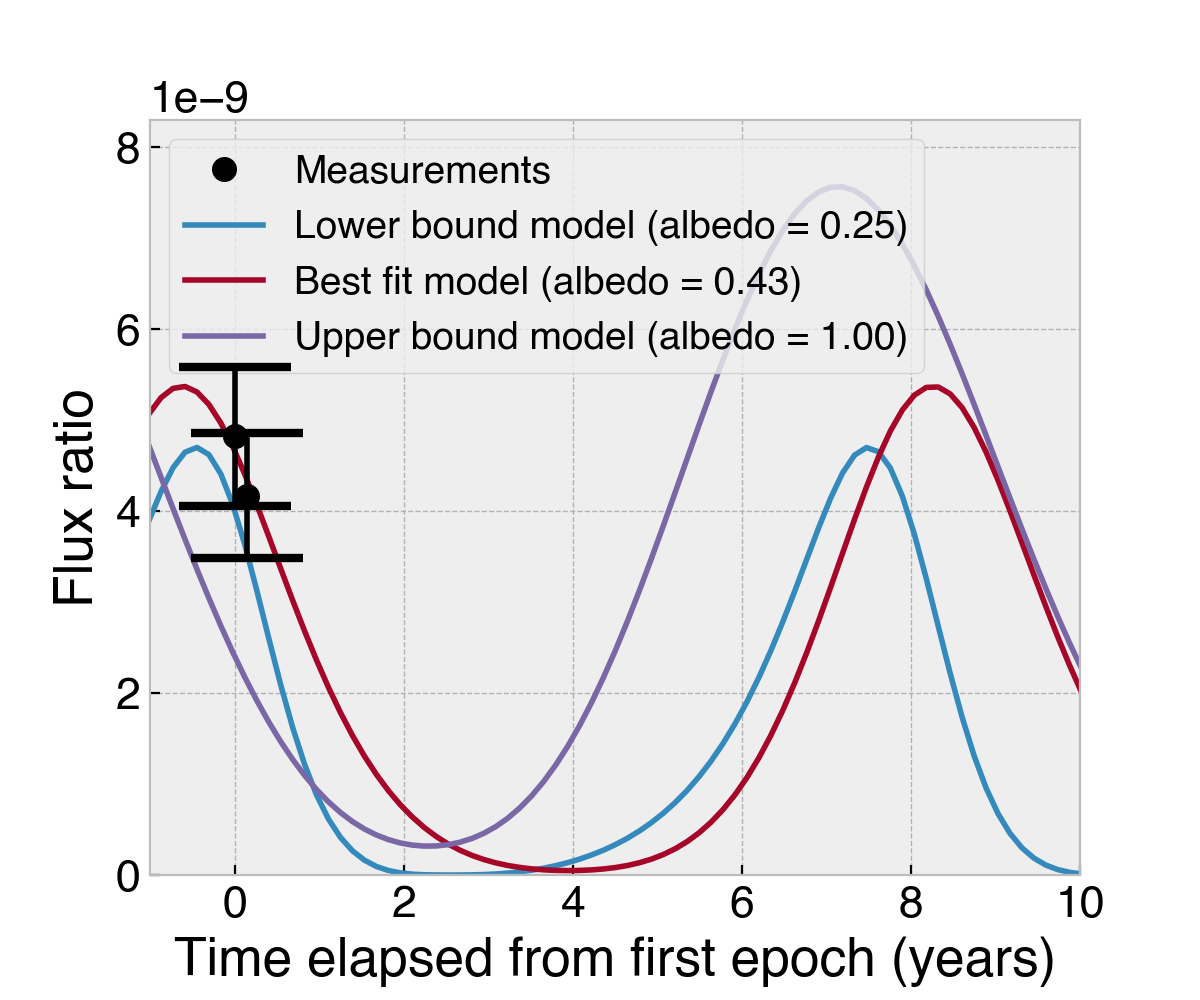 1e−9
8
6
4
2
0
Flux ratio
Measurements
Lower bound model (albedo = 0.25)
Best fit model (albedo = 0.43)
Upper bound model (albedo = 1.00)
0 2 4 6 8 10
Time elapsed from first epoch (years)